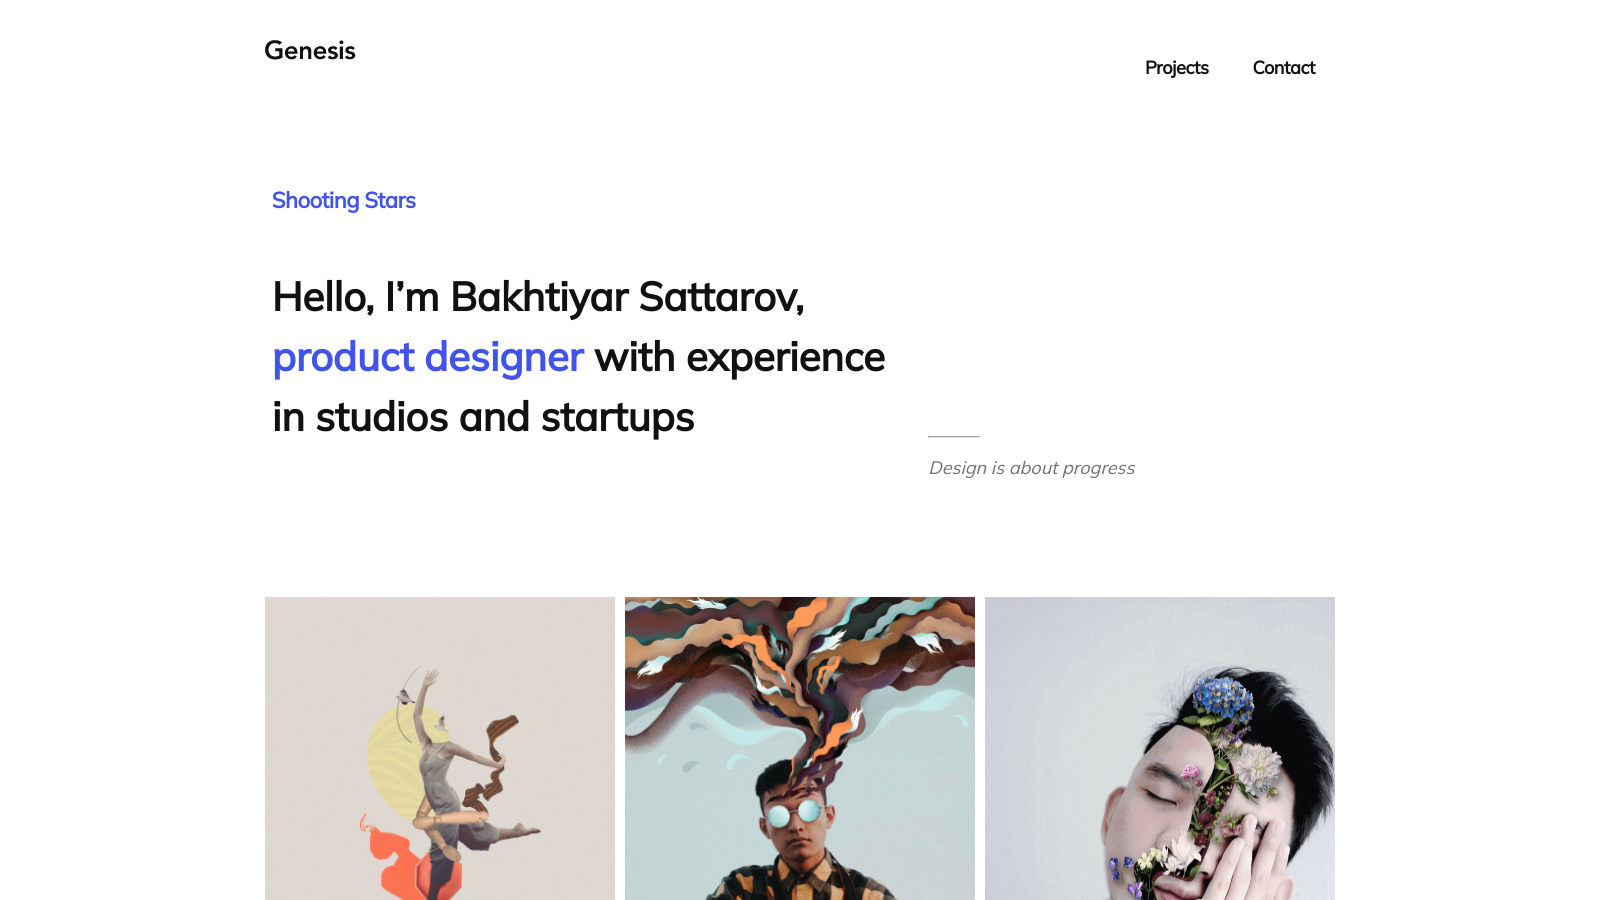 Genesis
Projects
Contact
Shooting Stars
Hello, I’m Bakhtiyar Sattarov,
product designer with experience
in studios and startups
Design is about progress